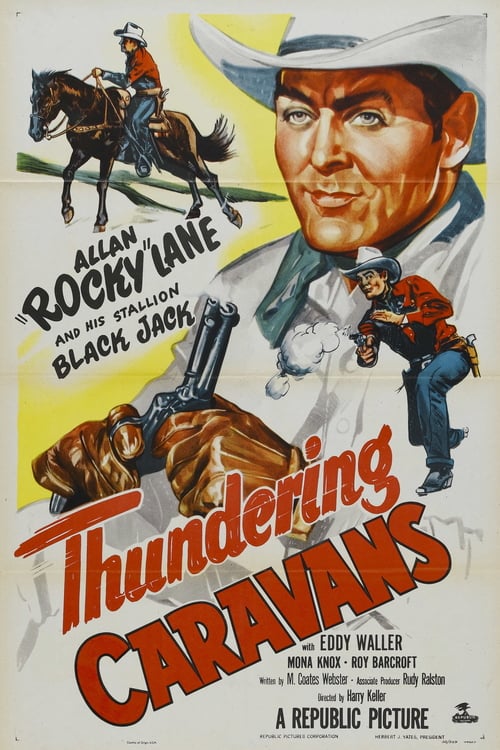 ALLAN
"ROCKY" LANE
AND HIS STALLION
BLACK JACK
Thundering
CARAVANS
with EDDY WALLER
MONA KNOX · ROY BARCROFT
Written by M. Coates Webster · Associate Producer Rudy Ralston
Directed by Harry Keller
A REPUBLIC PICTURE
REPUBLIC
REPUBLIC PICTURES CORPORATION
HERBERT J. YATES, PRESIDENT